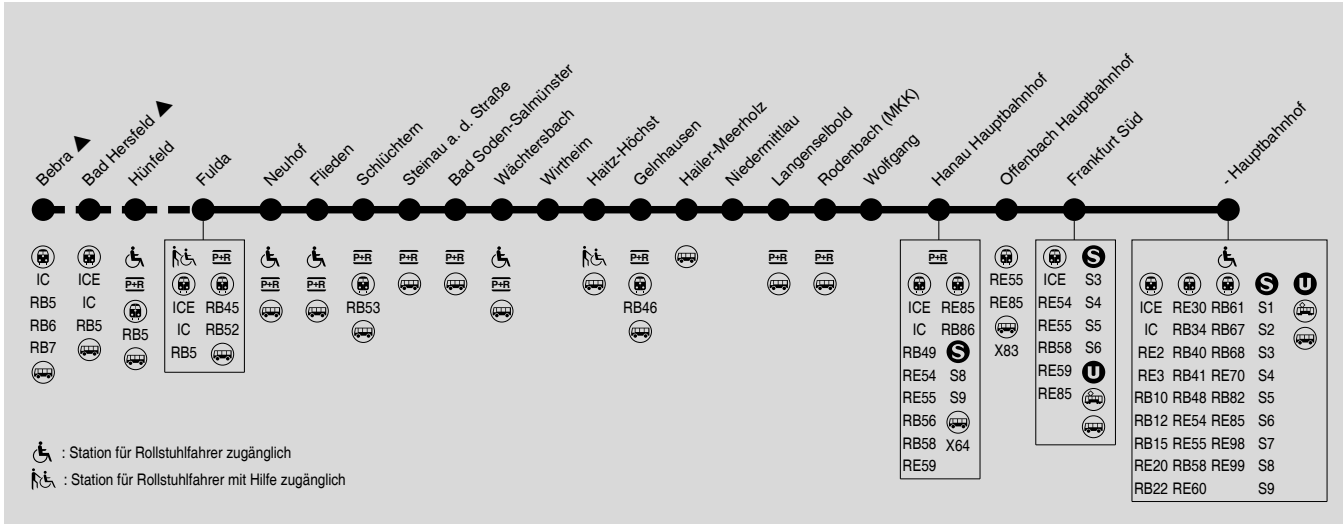 Bebra
Bad Hersfeld
Hünfeld
Fulda
Neuhof
Flieden
Schlüchtern
Steinau a. d. Straße
Bad Soden-Salmünster
Wächtersbach
Wirtheim
Haitz-Höchst
Gelnhausen
Hailer-Meerholz
Niedermittlau
Langenselbold
Rodenbach (MKK)
Wolfgang
Hanau Hauptbahnhof
Offenbach Hauptbahnhof
Frankfurt Süd
- Hauptbahnhof
IC
RB5
RB6
RB7
ICE
IC
RB5
P+R
RB5
P+R
ICE RB45
IC RB52
RB5
P+R
P+R
P+R
RB53
P+R
P+R
P+R
P+R
RB46
P+R
P+R
P+R
ICE RE85
IC RB86
RB49 S
RE54 S8
RE55 S9
RB56
RB58 X64
RE59
RE55
RE85
X83
S
ICE S3
RE54 S4
RE55 S5
RB58 S6
RE59 U
RE85
S U
ICE RE30 RB61 S1
IC RB34 RB67 S2
RE2 RB40 RB68 S3
RE3 RB41 RE70 S4
RB10 RB48 RB82 S5
RB12 RE54 RE85 S6
RB15 RE55 RE98 S7
RE20 RB58 RE99 S8
RB22 RE60 S9
: Station für Rollstuhlfahrer zugänglich
: Station für Rollstuhlfahrer mit Hilfe zugänglich